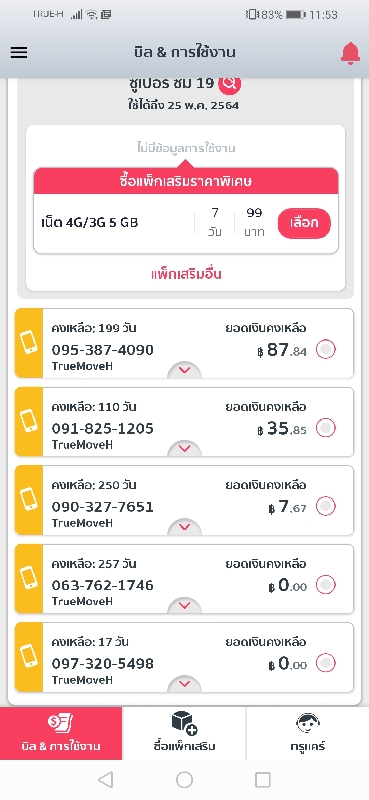 TRUE-H 83% 11:53
บิล & การใช้งาน
ซูเปอร์ ซิม 19
ใช้ได้ถึง 25 พ.ค. 2564
ไม่มีข้อมูลการใช้งาน
ซื้อแพ็กเสริมราคาพิเศษ
เน็ต 4G/3G 5 GB 7 วัน 99 บาท เลือก
แพ็กเสริมอื่น
คงเหลือ: 199 วัน ยอดเงินคงเหลือ
095-387-4090 ฿ 87.84
TrueMoveH
คงเหลือ: 110 วัน ยอดเงินคงเหลือ
091-825-1205 ฿ 35.85
TrueMoveH
คงเหลือ: 250 วัน ยอดเงินคงเหลือ
090-327-7651 ฿ 7.67
TrueMoveH
คงเหลือ: 257 วัน ยอดเงินคงเหลือ
063-762-1746 ฿ 0.00
TrueMoveH
คงเหลือ: 17 วัน ยอดเงินคงเหลือ
097-320-5498 ฿ 0.00
TrueMoveH
บิล & การใช้งาน ซื้อแพ็กเสริม ทรูแคร์